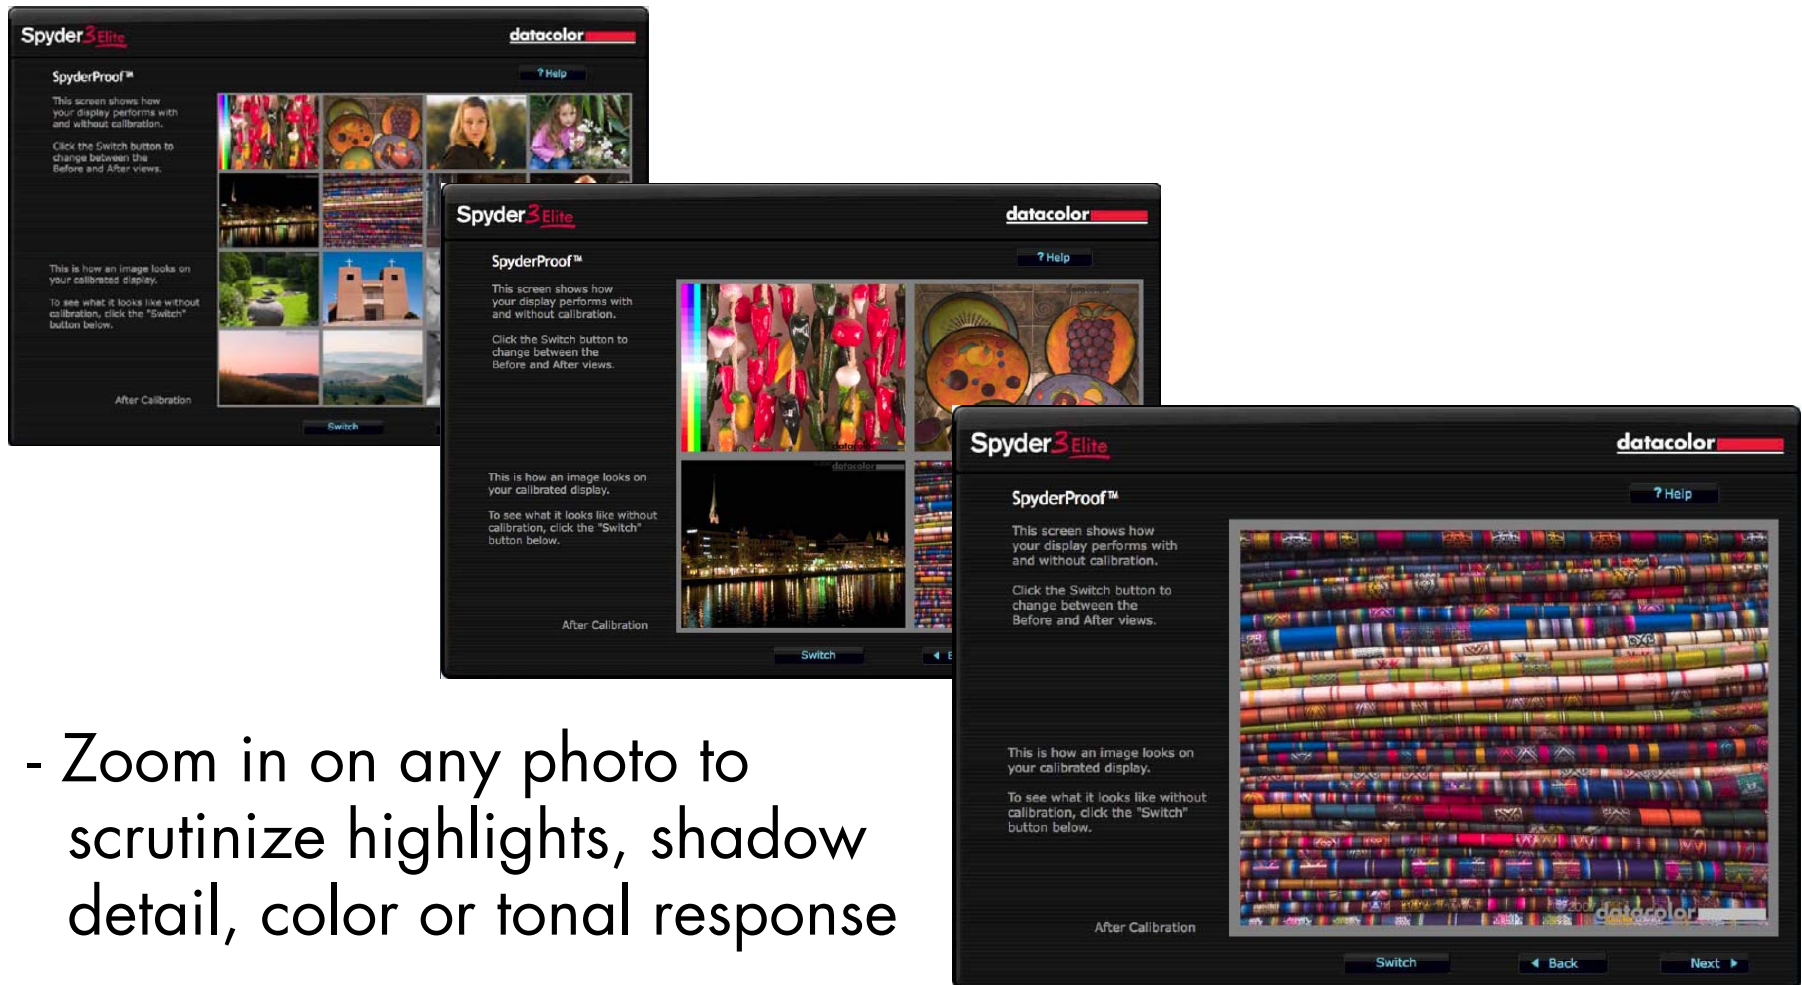 Spyder3Elite
datacolor
SpyderProof™
? Help
This screen shows how
your display performs with
and without calibration.
Click the Switch button to
change between the
Before and After views.
This is how an image looks on
your calibrated display.
To see what it looks like without
calibration, click the "Switch"
button below.
After Calibration
Switch
Spyder3Elite
datacolor
SpyderProof™
? Help
This screen shows how
your display performs with
and without calibration.
Click the Switch button to
change between the
Before and After views.
datacolor
datacolor
This is how an image looks on
your calibrated display.
To see what it looks like without
calibration, click the "Switch"
button below.
After Calibration
Switch
Spyder3Elite
datacolor
SpyderProof™
? Help
This screen shows how
your display performs with
and without calibration.
Click the Switch button to
change between the
Before and After views.
This is how an image looks on
your calibrated display.
To see what it looks like without
calibration, click the "Switch"
button below.
datacolor
After Calibration
Switch
Back
Next
- Zoom in on any photo to
scrutinize highlights, shadow
detail, color or tonal response